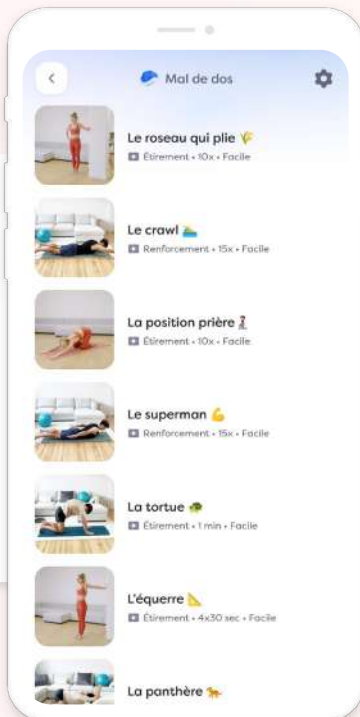 Mal de dos
Le roseau qui plie 🌾
Étirement • 10x • Facile
Le crawl 🏊
Renforcement • 15x • Facile
La position prière 🧎‍♀️
Étirement • 10x • Facile
Le superman 💪
Renforcement • 15x • Facile
La tortue 🐢
Étirement • 1 min • Facile
L'équerre 📐
Étirement • 4x30 sec • Facile
La panthère 🐆